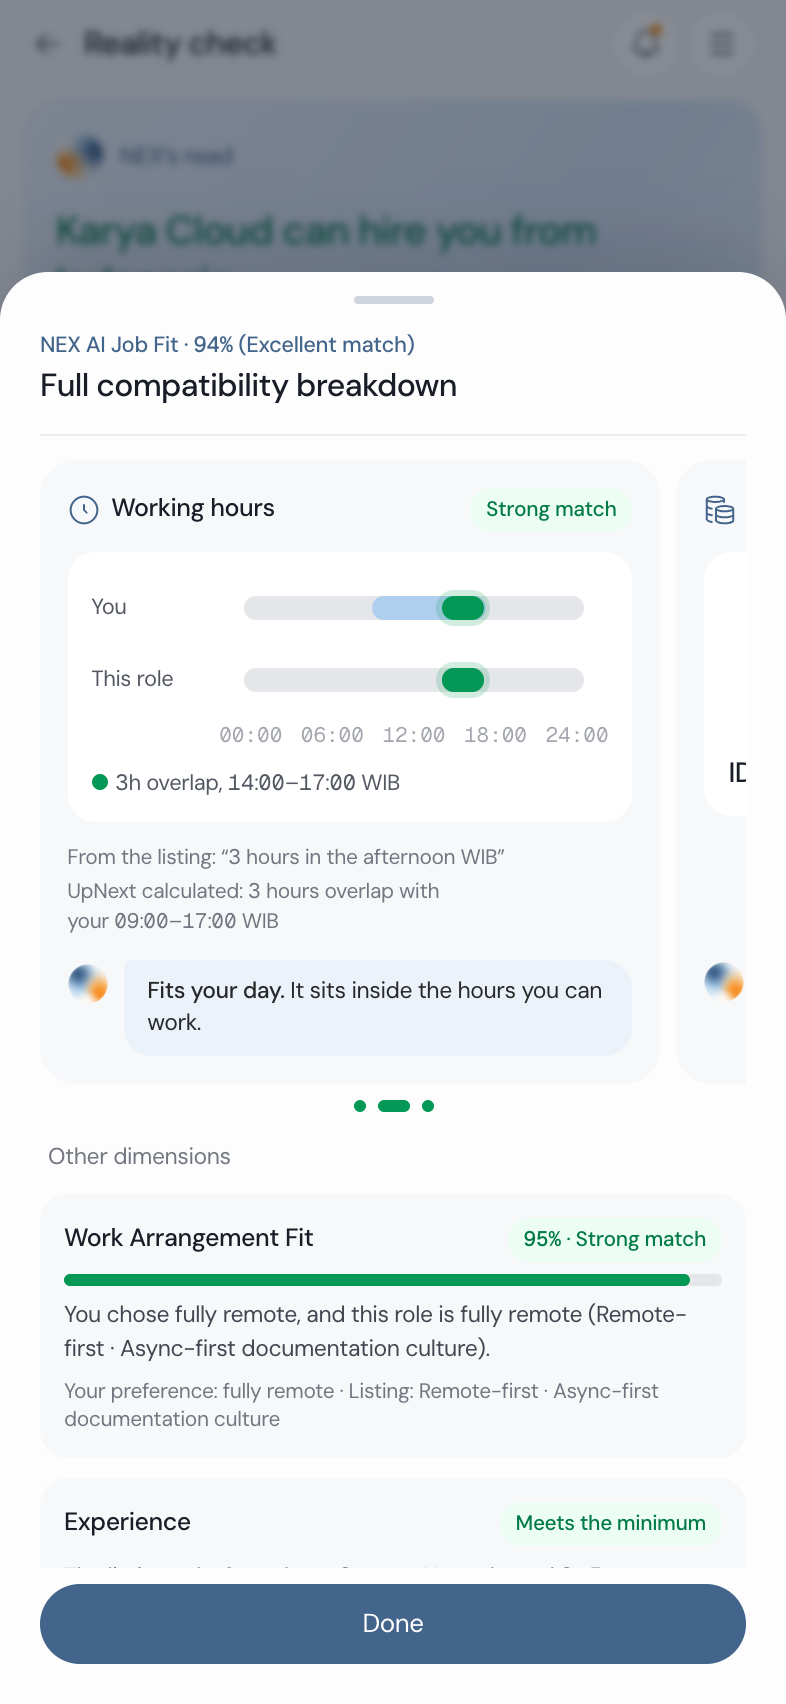 Reality check
NEX's read
Karya Cloud can hire you from
NEX AI Job Fit · 94% (Excellent match)
Full compatibility breakdown
Working hours
Strong match
You
This role
00:00 06:00 12:00 18:00 24:00
3h overlap, 14:00–17:00 WIB
From the listing: “3 hours in the afternoon WIB”
UpNext calculated: 3 hours overlap with
your 09:00–17:00 WIB
Fits your day. It sits inside the hours you can
work.
Other dimensions
Work Arrangement Fit
95% · Strong match
You chose fully remote, and this role is fully remote (Remote-
first · Async-first documentation culture).
Your preference: fully remote · Listing: Remote-first · Async-first
documentation culture
Experience
Meets the minimum
Done